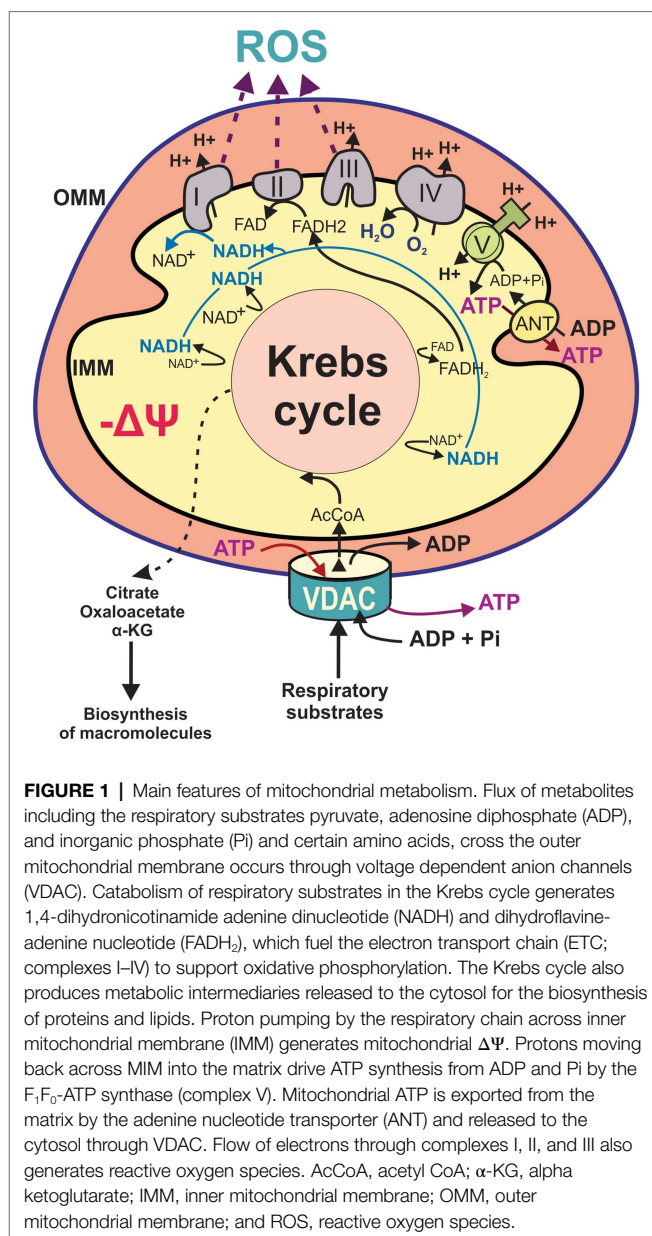 ROS
H+
H+
H+
H+
H+
H+
H+
H+
OMM
I
II
III
IV
V
FAD
FADH2
H₂O
O₂
NAD⁺
NADH
NADH
NAD⁺
ADP+Pi
ATP
ANT
ADP
ATP
NADH
NAD⁺
IMM
Krebs
cycle
FAD
FADH₂
-ΔΨ
NAD⁺
NADH
AcCoA
ATP
ADP
VDAC
ATP
ADP + Pi
Citrate
Oxaloacetate
α-KG
Respiratory
substrates
Biosynthesis
of macromolecules
FIGURE 1 | Main features of mitochondrial metabolism. Flux of metabolites
including the respiratory substrates pyruvate, adenosine diphosphate (ADP),
and inorganic phosphate (Pi) and certain amino acids, cross the outer
mitochondrial membrane occurs through voltage dependent anion channels
(VDAC). Catabolism of respiratory substrates in the Krebs cycle generates
1,4-dihydronicotinamide adenine dinucleotide (NADH) and dihydroflavine-
adenine nucleotide (FADH₂), which fuel the electron transport chain (ETC;
complexes I–IV) to support oxidative phosphorylation. The Krebs cycle also
produces metabolic intermediaries released to the cytosol for the biosynthesis
of proteins and lipids. Proton pumping by the respiratory chain across inner
mitochondrial membrane (IMM) generates mitochondrial ΔΨ. Protons moving
back across MIM into the matrix drive ATP synthesis from ADP and Pi by the
F₁F₀-ATP synthase (complex V). Mitochondrial ATP is exported from the
matrix by the adenine nucleotide transporter (ANT) and released to the
cytosol through VDAC. Flow of electrons through complexes I, II, and III also
generates reactive oxygen species. AcCoA, acetyl CoA; α-KG, alpha
ketoglutarate; IMM, inner mitochondrial membrane; OMM, outer
mitochondrial membrane; and ROS, reactive oxygen species.